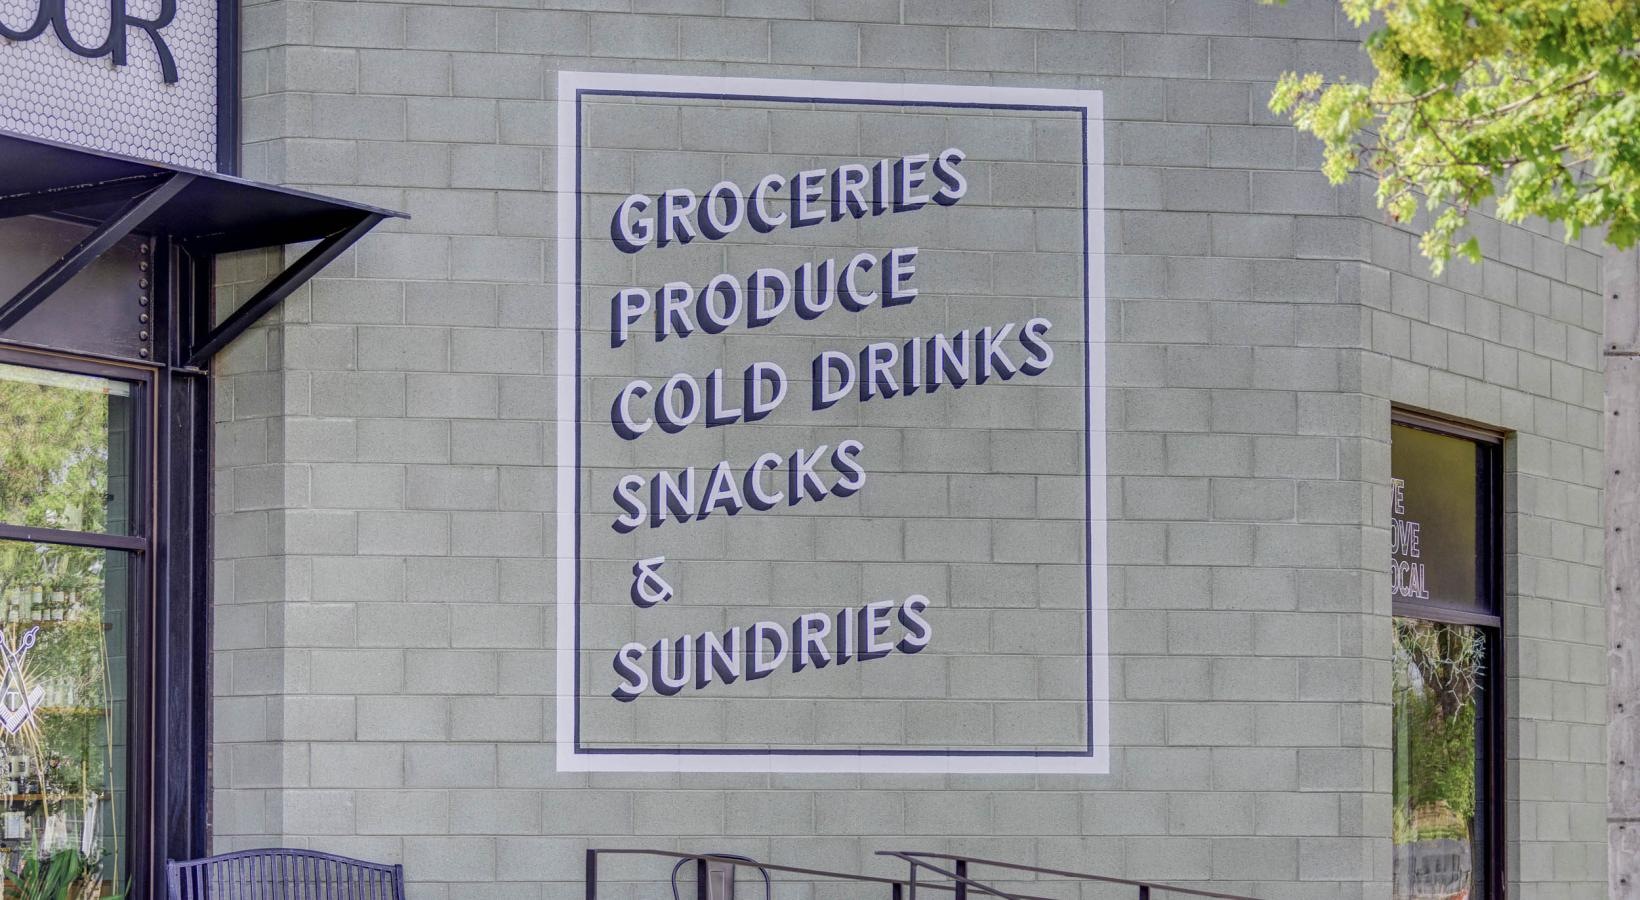 GROCERIES
PRODUCE
COLD DRINKS
SNACKS
&
SUNDRIES